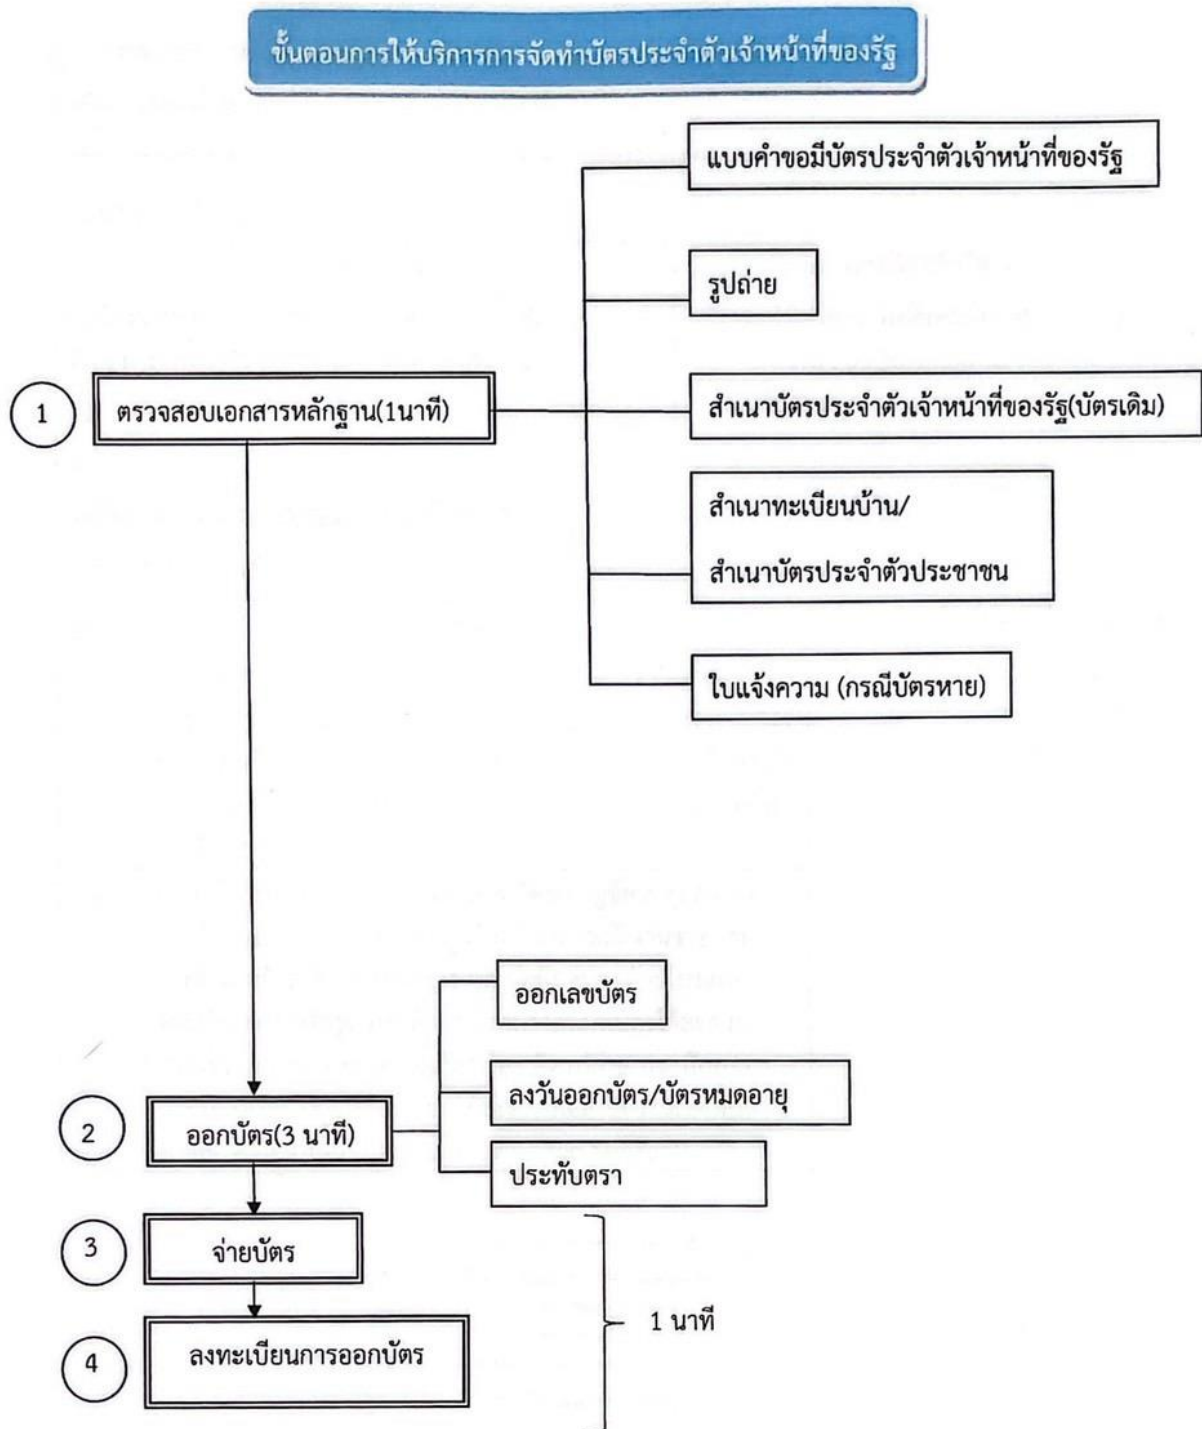 ขั้นตอนการให้บริการการจัดทำบัตรประจำตัวเจ้าหน้าที่ของรัฐ
แบบคำขอมีบัตรประจำตัวเจ้าหน้าที่ของรัฐ
รูปถ่าย
1
ตรวจสอบเอกสารหลักฐาน(1นาที)
สำเนาบัตรประจำตัวเจ้าหน้าที่ของรัฐ(บัตรเดิม)
สำเนาทะเบียนบ้าน/
สำเนาบัตรประจำตัวประชาชน
ใบแจ้งความ (กรณีบัตรหาย)
2
ออกบัตร(3 นาที)
ออกเลขบัตร
ลงวันออกบัตร/บัตรหมดอายุ
ประทับตรา
3
จ่ายบัตร
4
ลงทะเบียนการออกบัตร
1 นาที